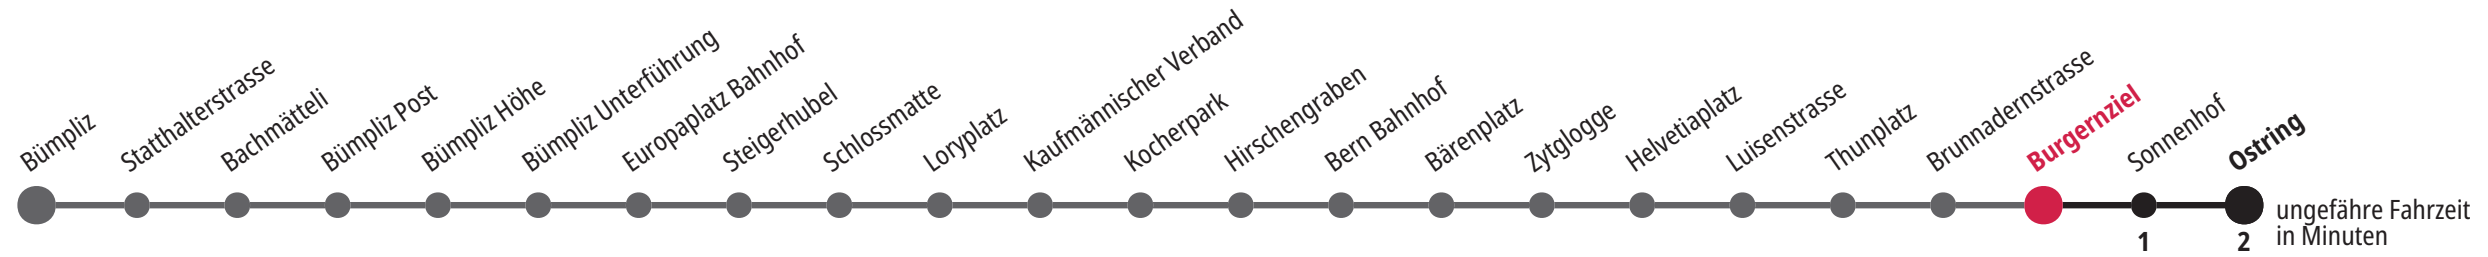 Bümpliz
Statthalterstrasse
Bachmätteli
Bümpliz Post
Bümpliz Höhe
Bümpliz Unterführung
Europaplatz Bahnhof
Steigerhubel
Schlossmatte
Loryplatz
Kaufmännischer Verband
Kocherpark
Hirschengraben
Bern Bahnhof
Bärenplatz
Zytglogge
Helvetiaplatz
Luisenstrasse
Thunplatz
Brunnadernstrasse
Burgernziel
Sonnenhof
Ostring
1
2
ungefähre Fahrzeit
in Minuten